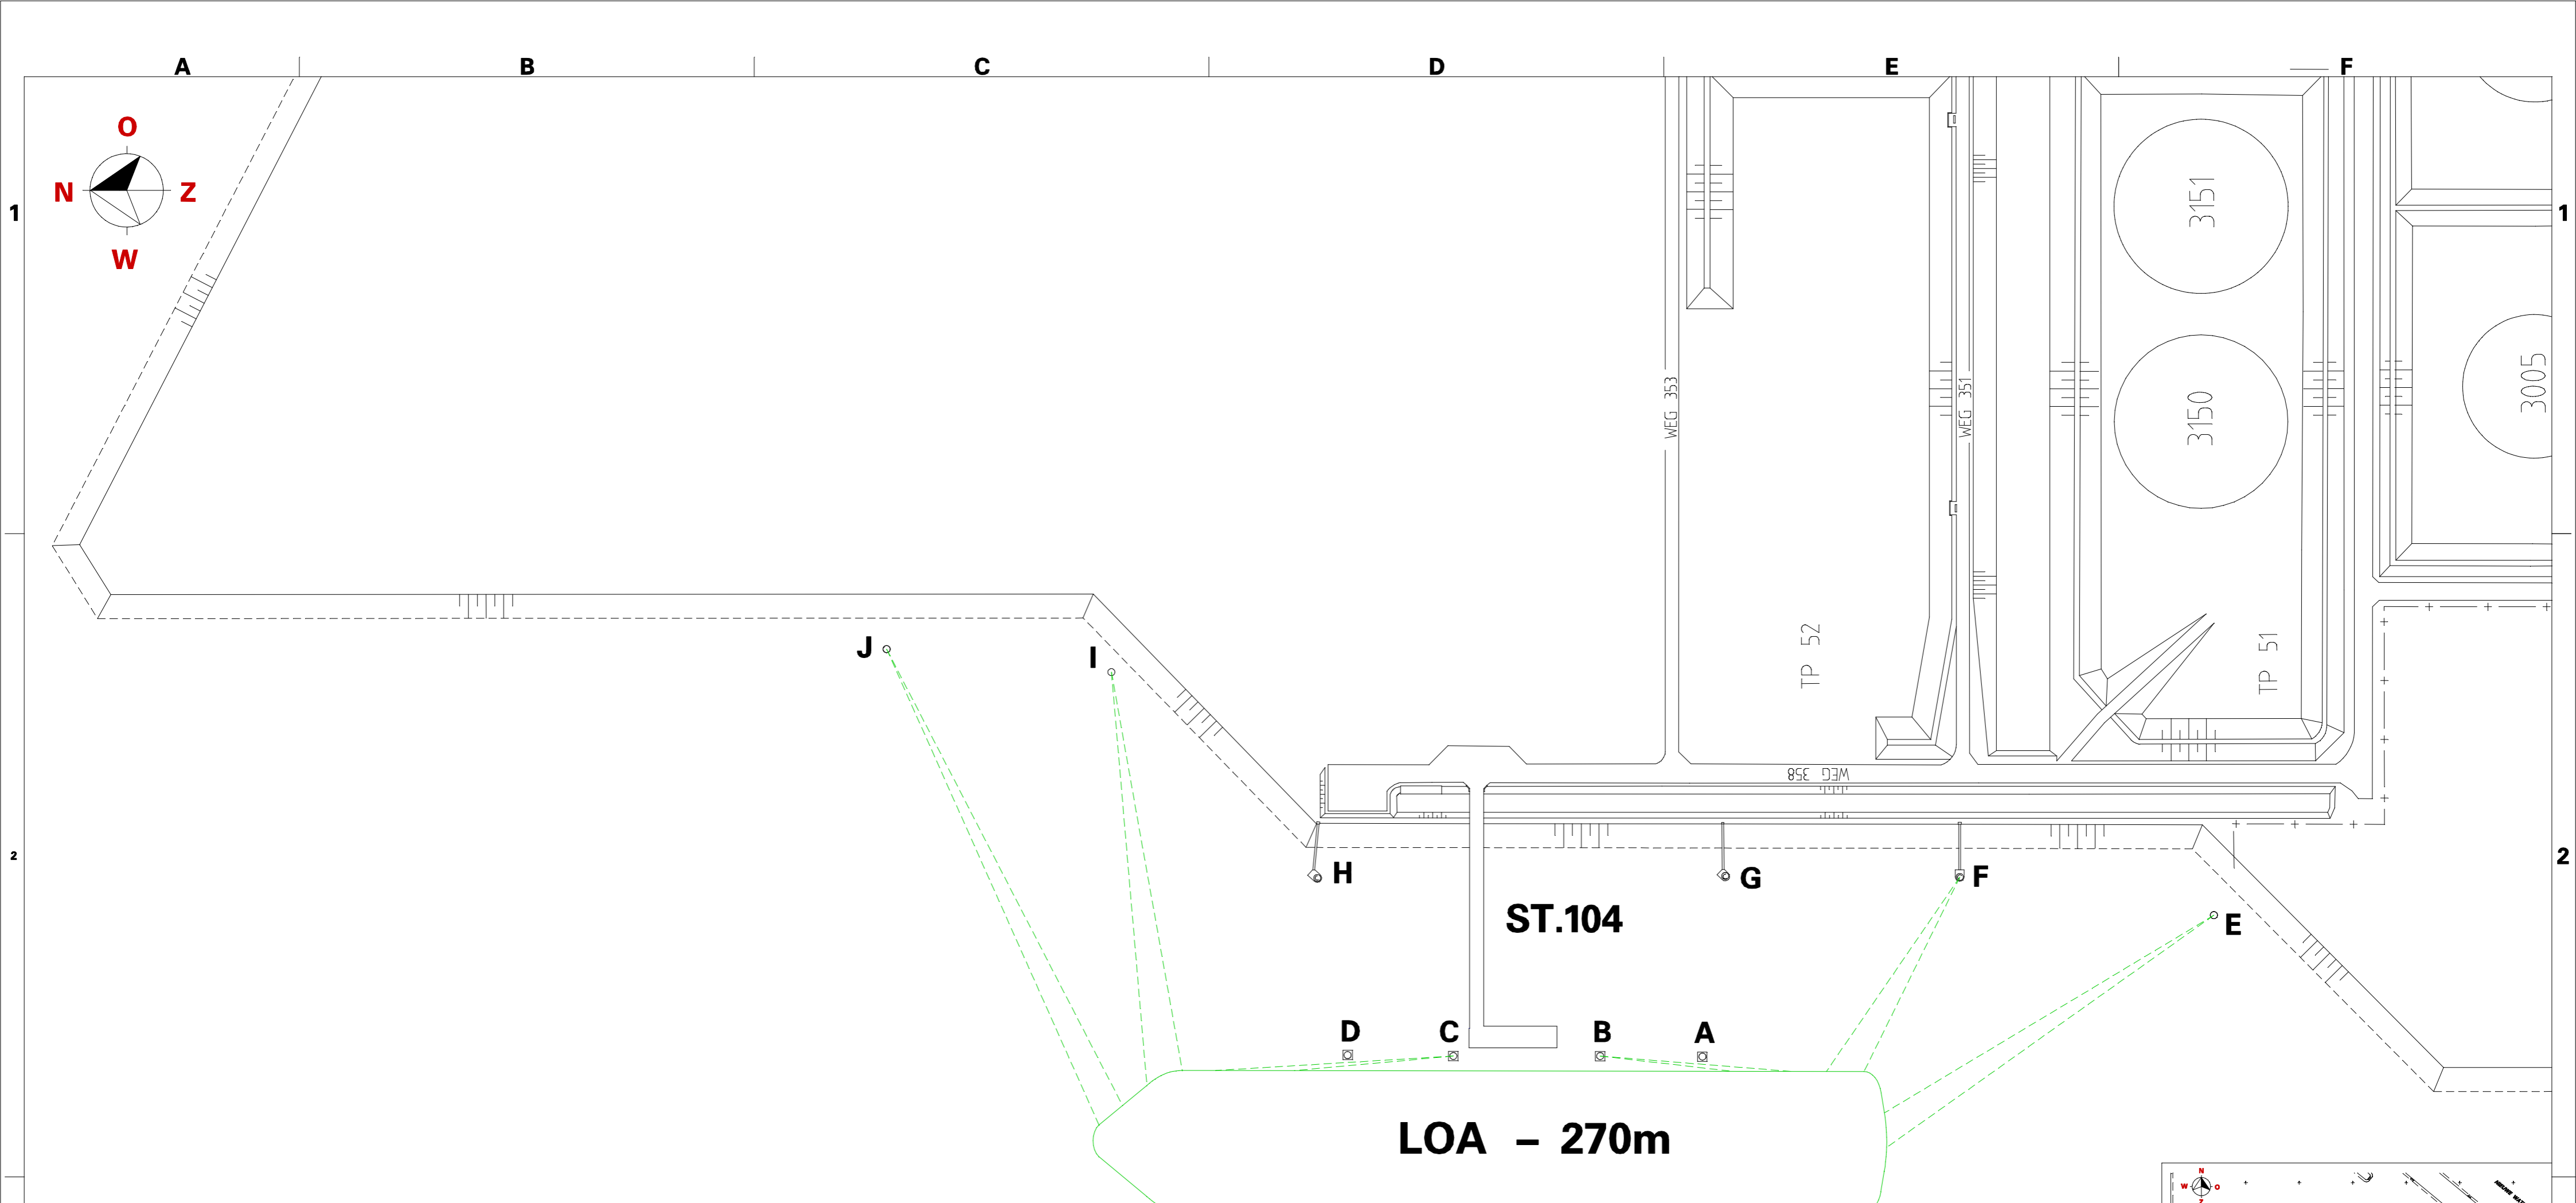 A B C D E F
O
N Z
W
1 1
3151
3150
3005
WEG 353
WEG 351
TP 52
TP 51
J
I
WEG 358
2 2
H G F
ST.104
E
D C B A
LOA – 270m
N
W O
Z